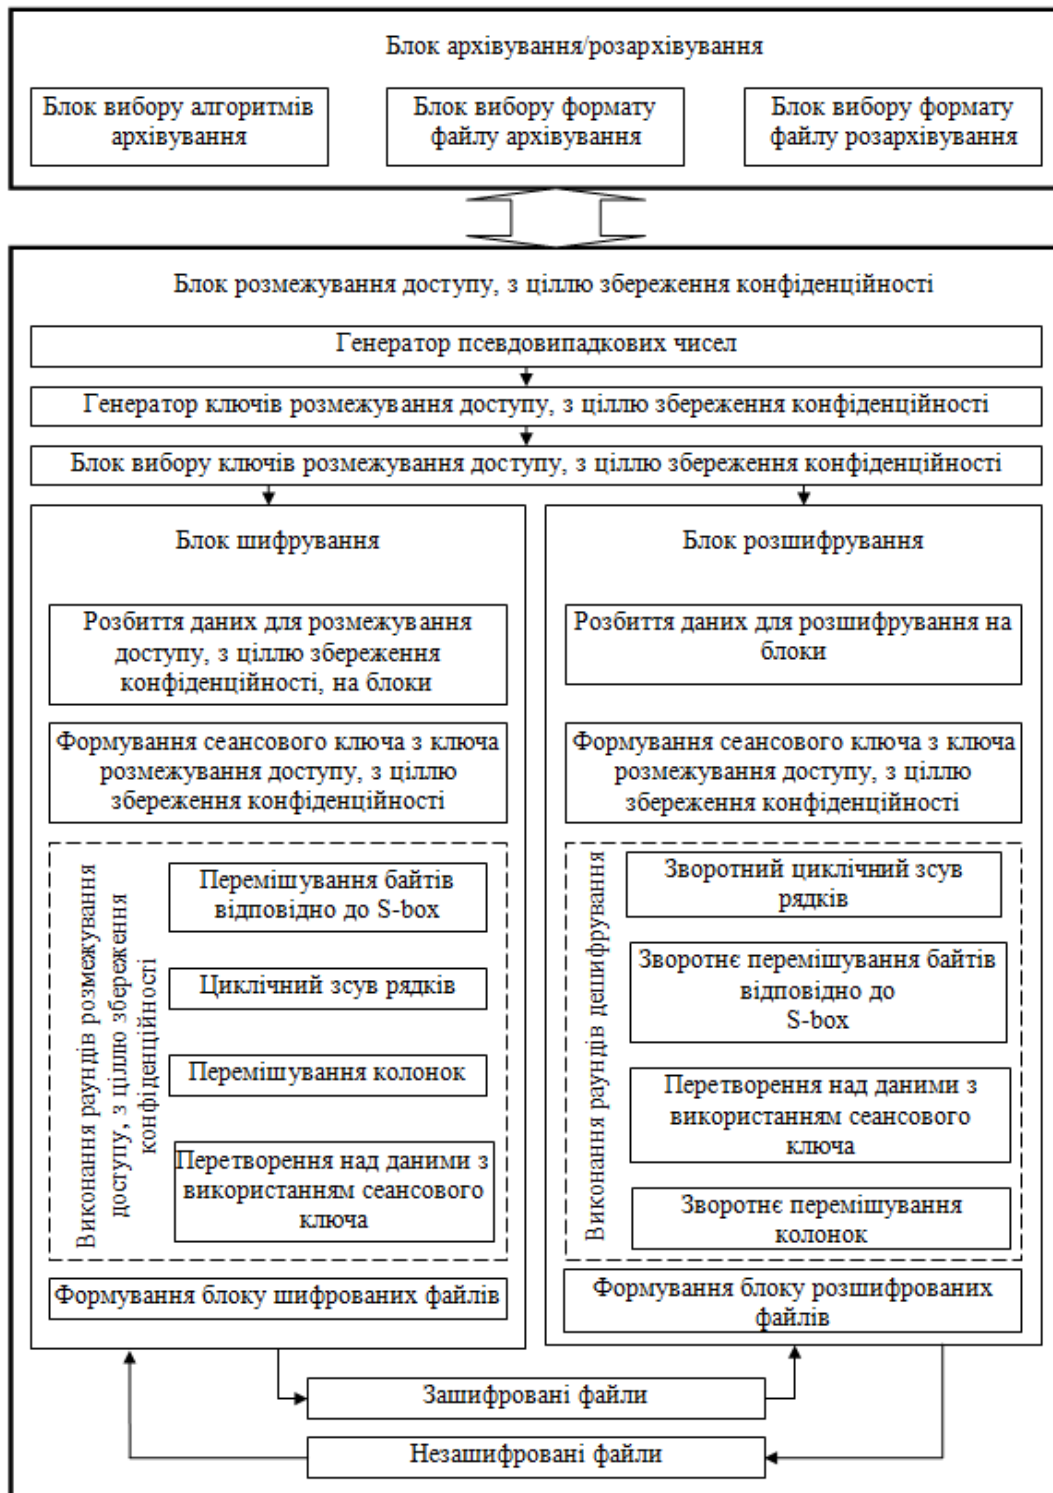 Блок архівування/розархівування
Блок вибору алгоритмів
архівування
Блок вибору формату
файлу архівування
Блок вибору формату
файлу розархівування
Блок розмежування доступу, з ціллю збереження конфіденційності
Генератор псевдовипадкових чисел
Генератор ключів розмежування доступу, з ціллю збереження конфіденційності
Блок вибору ключів розмежування доступу, з ціллю збереження конфіденційності
Блок шифрування
Розбиття даних для розмежування
доступу, з ціллю збереження
конфіденційності, на блоки
Формування сеансового ключа з ключа
розмежування доступу, з ціллю
збереження конфіденційності
Виконання раундів розмежування
доступу, з ціллю збереження
конфіденційності
Перемішування байтів
відповідно до S-box
Циклічний зсув рядків
Перемішування колонок
Перетворення над даними з
використанням сеансового
ключа
Формування блоку шифрованих файлів
Блок розшифрування
Розбиття даних для розшифрування на
блоки
Формування сеансового ключа з ключа
розмежування доступу, з ціллю
збереження конфіденційності
Виконання раундів дешифрування
Зворотний циклічний зсув
рядків
Зворотнє перемішування байтів
відповідно до
S-box
Перетворення над даними з
використанням сеансового
ключа
Зворотнє перемішування
колонок
Формування блоку розшифрованих
файлів
Зашифровані файли
Незашифровані файли